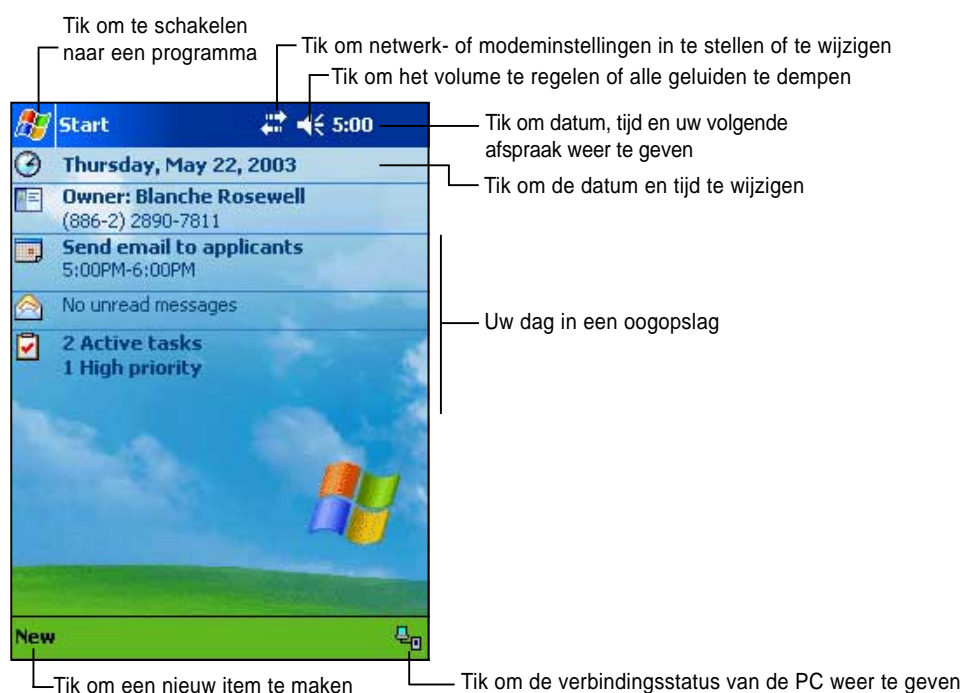 Tik om te schakelen
naar een programma
Tik om netwerk- of modeminstellingen in te stellen of te wijzigen
Tik om het volume te regelen of alle geluiden te dempen
Start
5:00
Tik om datum, tijd en uw volgende
afspraak weer te geven
Thursday, May 22, 2003
Tik om de datum en tijd te wijzigen
Owner: Blanche Rosewell
(886-2) 2890-7811
Send email to applicants
5:00PM-6:00PM
No unread messages
Uw dag in een oogopslag
2 Active tasks
1 High priority
New
Tik om een nieuw item te maken
Tik om de verbindingsstatus van de PC weer te geven